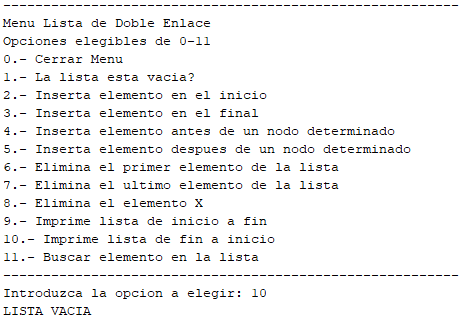 ------------------------------------------------------------
Menu Lista de Doble Enlace
Opciones elegibles de 0-11
0.- Cerrar Menu
1.- La lista esta vacia?
2.- Inserta elemento en el inicio
3.- Inserta elemento en el final
4.- Inserta elemento antes de un nodo determinado
5.- Inserta elemento despues de un nodo determinado
6.- Elimina el primer elemento de la lista
7.- Elimina el ultimo elemento de la lista
8.- Elimina el elemento X
9.- Imprime lista de inicio a fin
10.- Imprime lista de fin a inicio
11.- Buscar elemento en la lista
------------------------------------------------------------
Introduzca la opcion a elegir: 10
LISTA VACIA